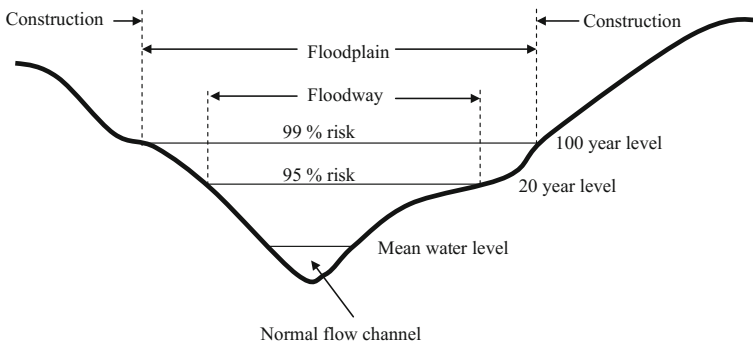 Construction
Construction
Floodplain
Floodway
99 % risk
100 year level
95 % risk
20 year level
Mean water level
Normal flow channel